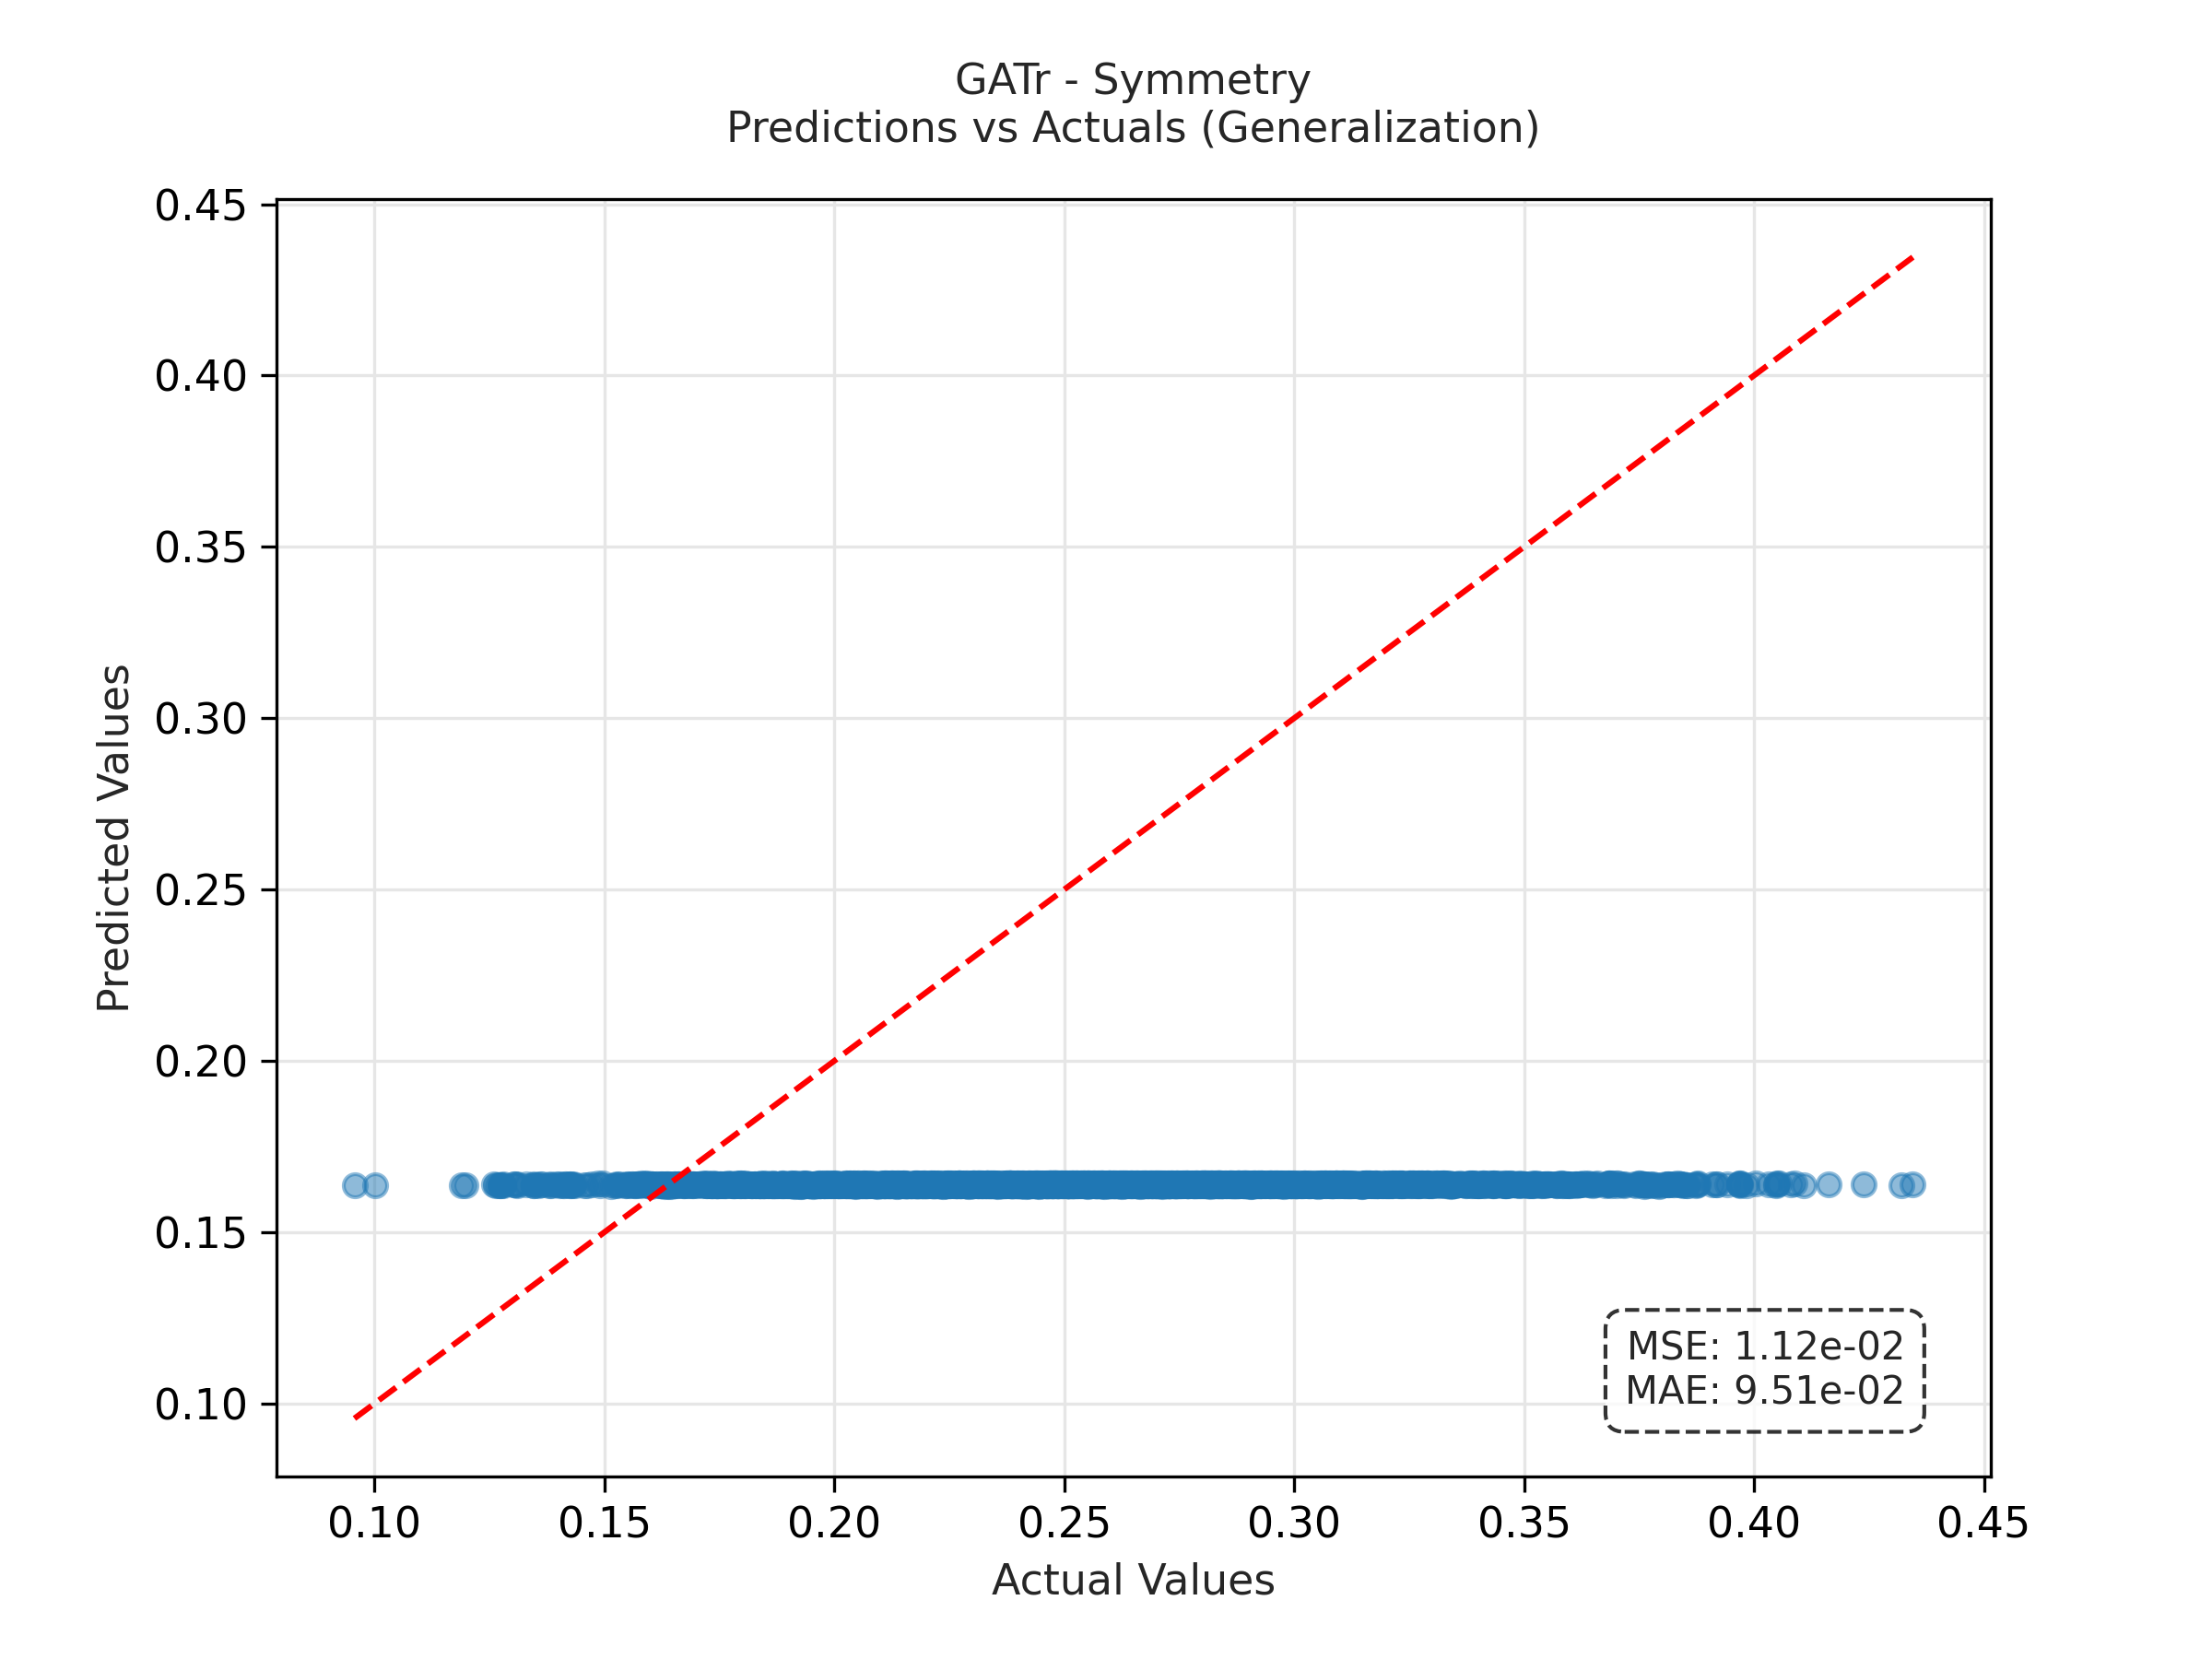 GATr - Symmetry
Predictions vs Actuals (Generalization)
0.45
0.40
0.35
0.30
0.25
0.20
0.15
0.10
Predicted Values
MSE: 1.12e-02
MAE: 9.51e-02
0.10 0.15 0.20 0.25 0.30 0.35 0.40 0.45
Actual Values